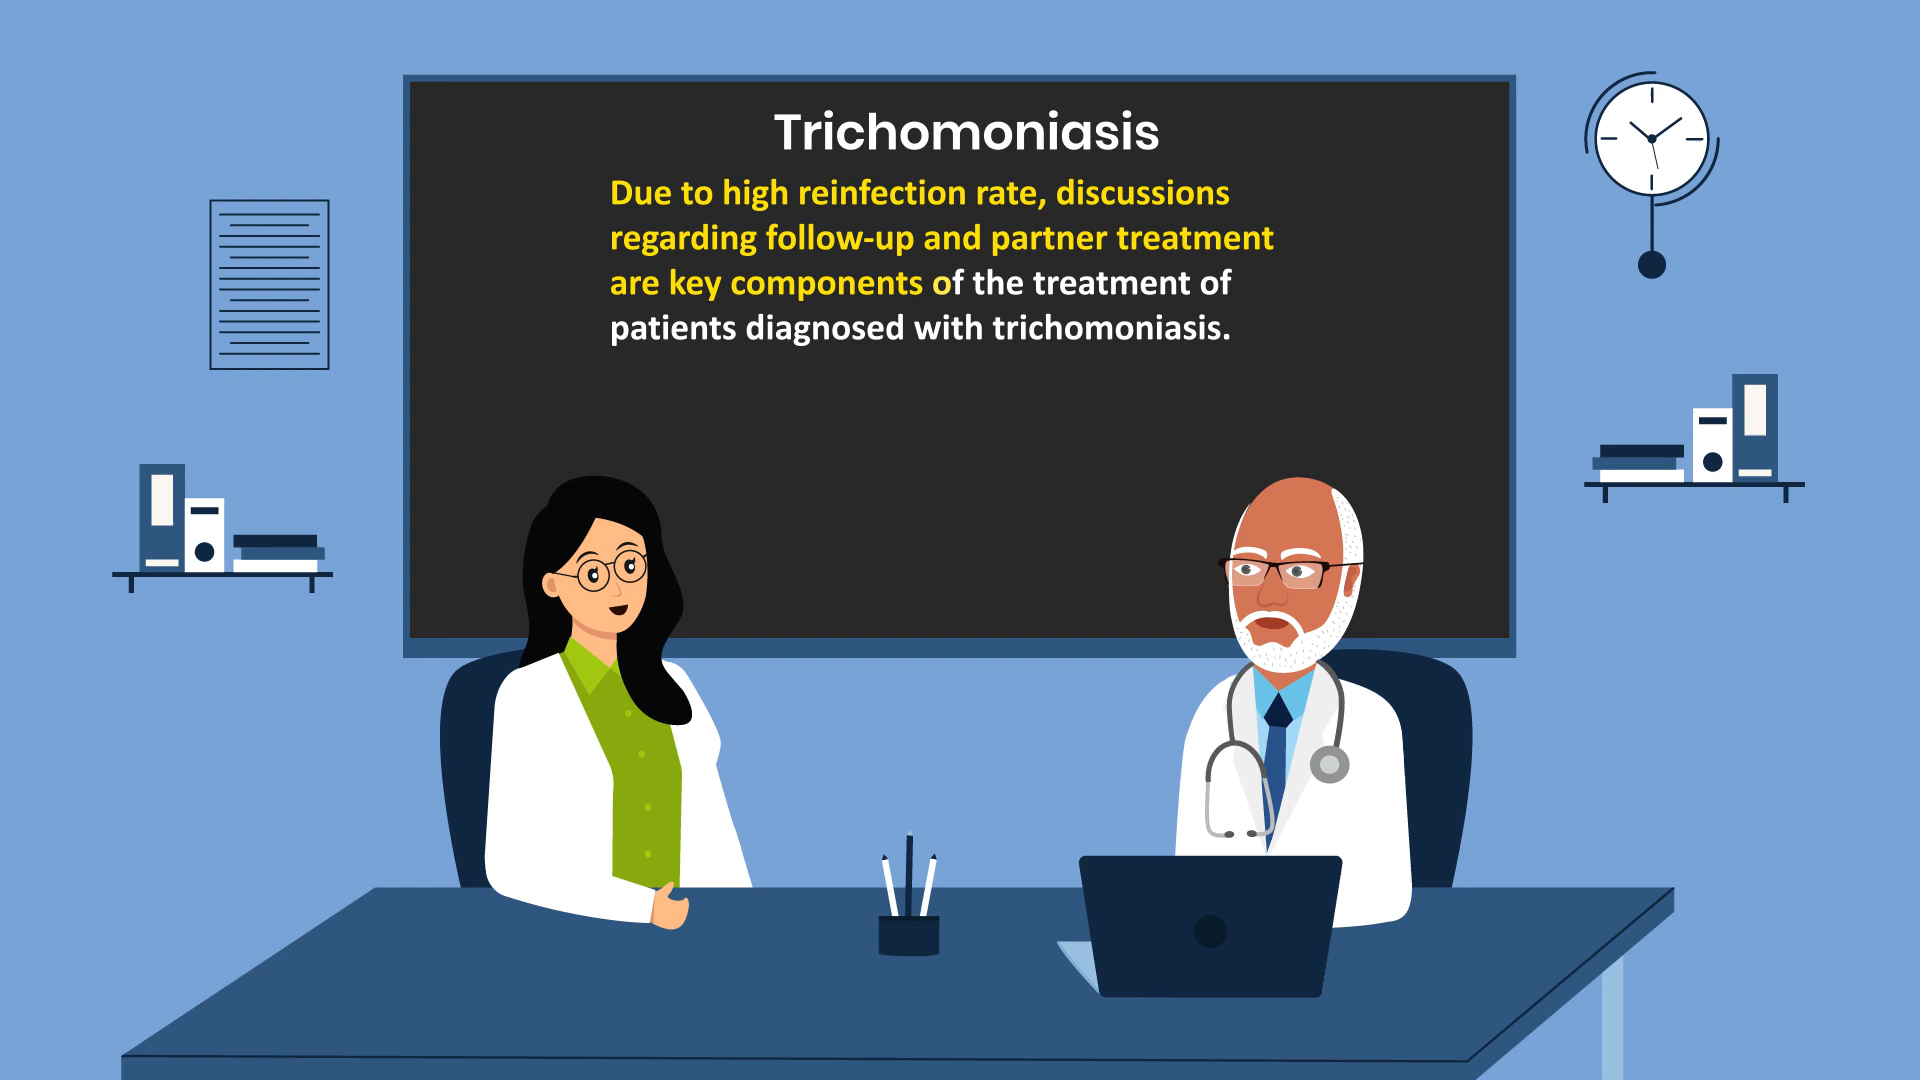 Trichomoniasis
Due to high reinfection rate, discussions
regarding follow-up and partner treatment
are key components of the treatment of
patients diagnosed with trichomoniasis.